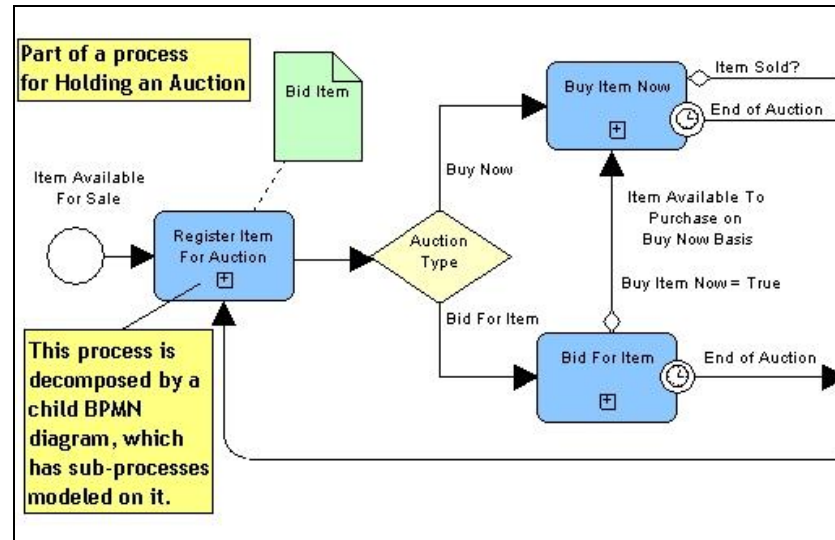 Part of a process
for Holding an Auction
Bid Item
Item Available
For Sale
Register Item
For Auction
Auction
Type
Buy Now
Bid For Item
Buy Item Now
Item Sold?
End of Auction
Item Available To
Purchase on
Buy Now Basis
Buy Item Now = True
Bid For Item
End of Auction
This process is
decomposed by a
child BPMN
diagram, which
has sub-processes
modeled on it.